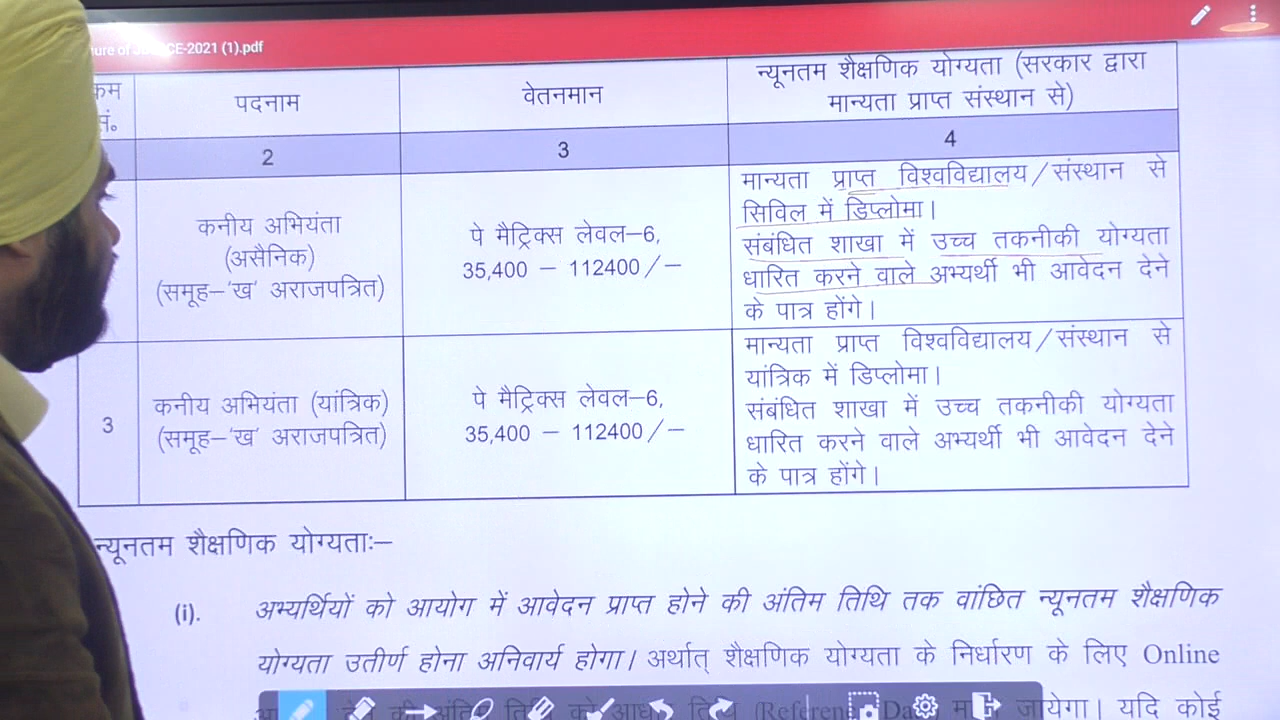 CE-2021 (1).pdf
सं॰
पदनाम
वेतनमान
न्यूनतम शैक्षणिक योग्यता (सरकार द्वारा
मान्यता प्राप्त संस्थान से)
2
3
4
कनीय अभियंता
(असैनिक)
(समूह–'ख' अराजपत्रित)
पे मैट्रिक्स लेवल–6,
35,400 – 112400/–
मान्यता प्राप्त विश्वविद्यालय/संस्थान से
सिविल में डिप्लोमा।
संबंधित शाखा में उच्च तकनीकी योग्यता
धारित करने वाले अभ्यर्थी भी आवेदन देने
के पात्र होंगे।
3
कनीय अभियंता (यांत्रिक)
(समूह–'ख' अराजपत्रित)
पे मैट्रिक्स लेवल–6,
35,400 – 112400/–
मान्यता प्राप्त विश्वविद्यालय/संस्थान से
यांत्रिक में डिप्लोमा।
संबंधित शाखा में उच्च तकनीकी योग्यता
धारित करने वाले अभ्यर्थी भी आवेदन देने
के पात्र होंगे।
न्यूनतम शैक्षणिक योग्यताः–
(i). अभ्यर्थियों को आयोग में आवेदन प्राप्त होने की अंतिम तिथि तक वांछित न्यूनतम शैक्षणिक
योग्यता उतीर्ण होना अनिवार्य होगा। अर्थात् शैक्षणिक योग्यता के निर्धारण के लिए Online
जायेगा। यदि कोई